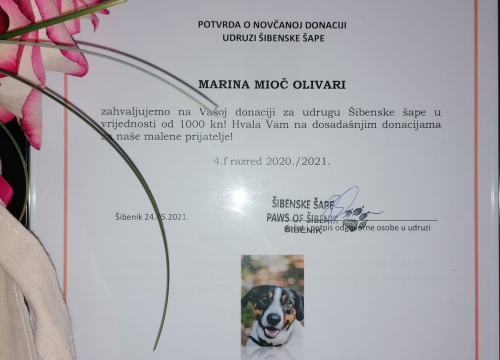 POTVRDA O NOVČANOJ DONACIJI
UDRUZI ŠIBENSKE ŠAPE
MARINA MIOČ OLIVARI
zahvaljujemo na Vašoj donaciji za udrugu Šibenske šape u
vrijednosti od 1000 kn! Hvala Vam na dosadašnjim donacijama
za naše malene prijatelje!
4.f razred 2020./2021.
ŠIBENSKE ŠAPE
Šibenik 24.05.2021.
PAWS OF ŠIBENIK
ŠIBENIK
potpis odgovorne osobe u udruzi